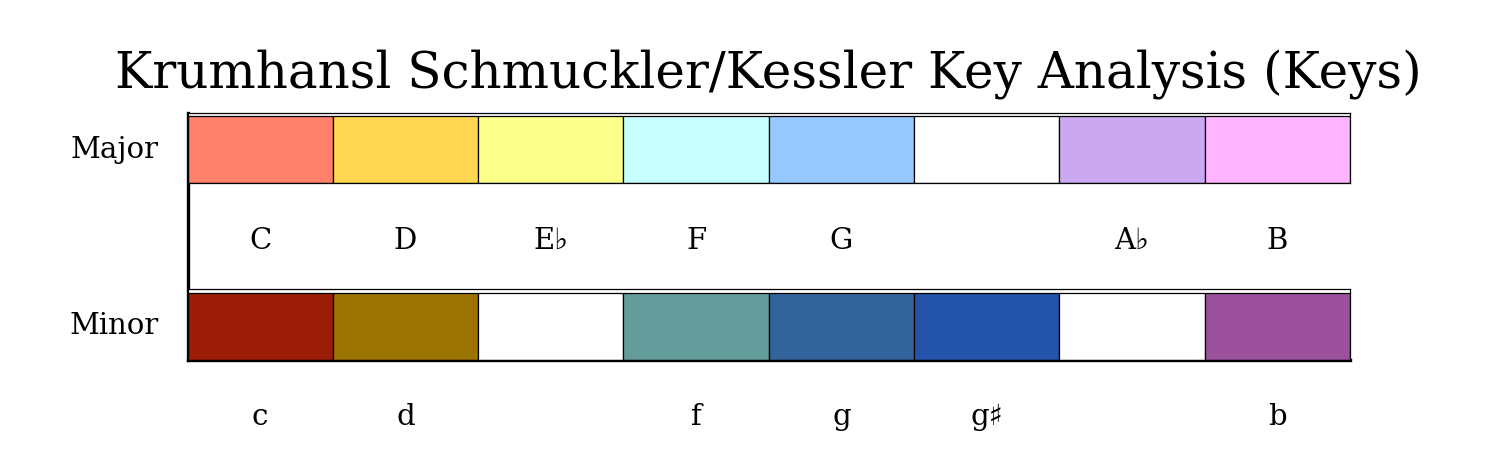 Krumhansl Schmuckler/Kessler Key Analysis (Keys)
Major
C D E♭ F G A♭ B
Minor
c d f g g♯ b